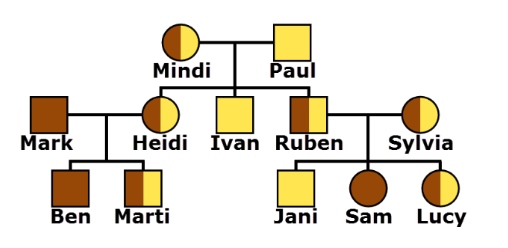 Mindi Paul
Mark Heidi Ivan Ruben Sylvia
Ben Marti Jani Sam Lucy